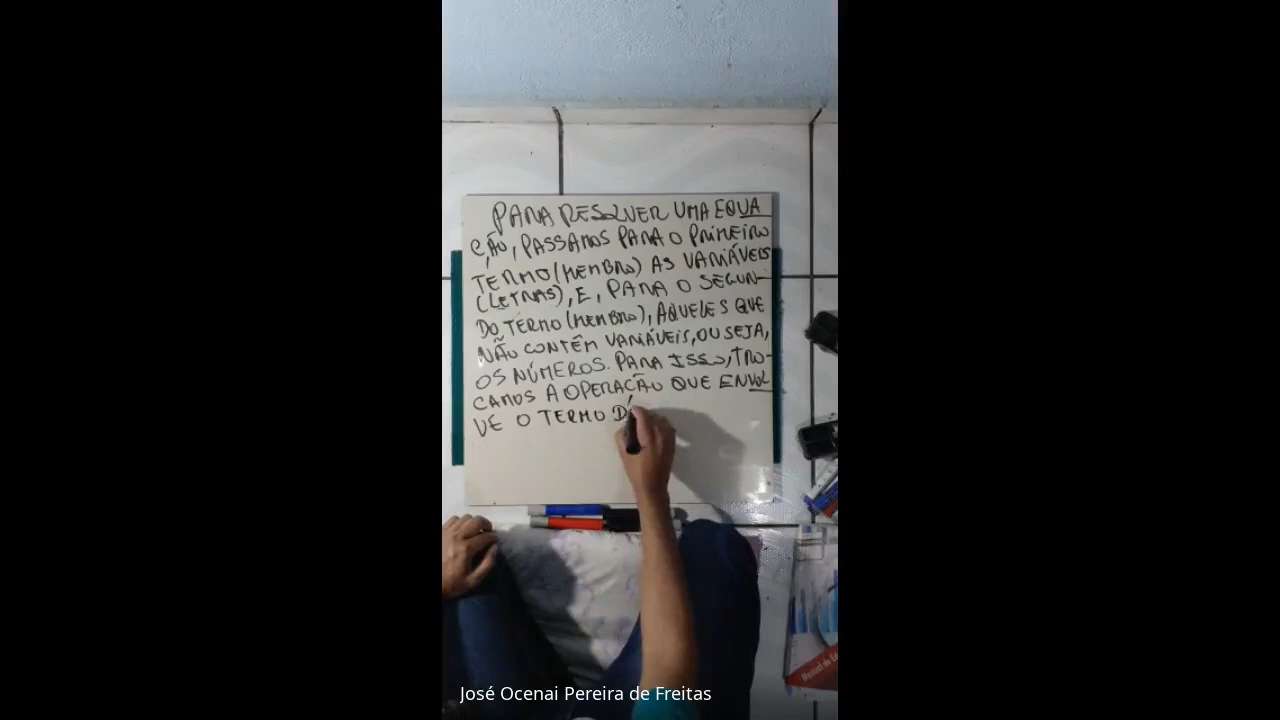 PARA RESOLVER UMA EQUA
ÇÃO, PASSAMOS PARA O PRIMEIRO
TERMO (MEMBRO) AS VARIÁVEIS
(LETRAS), E, PARA O SEGUN-
DO TERMO (MEMBRO), AQUELES QUE
NÃO CONTÊM VARIÁVEIS, OU SEJA,
OS NÚMEROS. PARA ISSO, TRO-
CAMOS A OPERAÇÃO QUE ENVOL
VE O TERMO D
Manual do
José Ocenai Pereira de Freitas